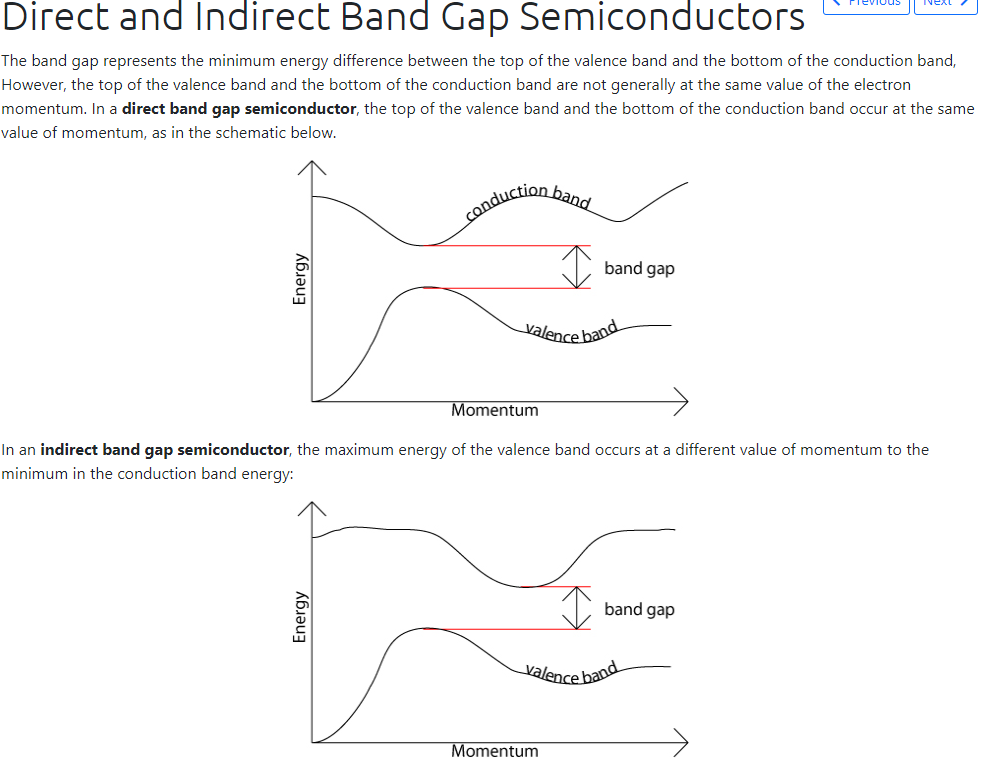 Direct and Indirect Band Gap Semiconductors
Previous
Next
The band gap represents the minimum energy difference between the top of the valence band and the bottom of the conduction band,
However, the top of the valence band and the bottom of the conduction band are not generally at the same value of the electron
momentum. In a direct band gap semiconductor, the top of the valence band and the bottom of the conduction band occur at the same
value of momentum, as in the schematic below.
conduction band
Energy
band gap
valence band
Momentum
In an indirect band gap semiconductor, the maximum energy of the valence band occurs at a different value of momentum to the
minimum in the conduction band energy:
Energy
band gap
valence band
Momentum